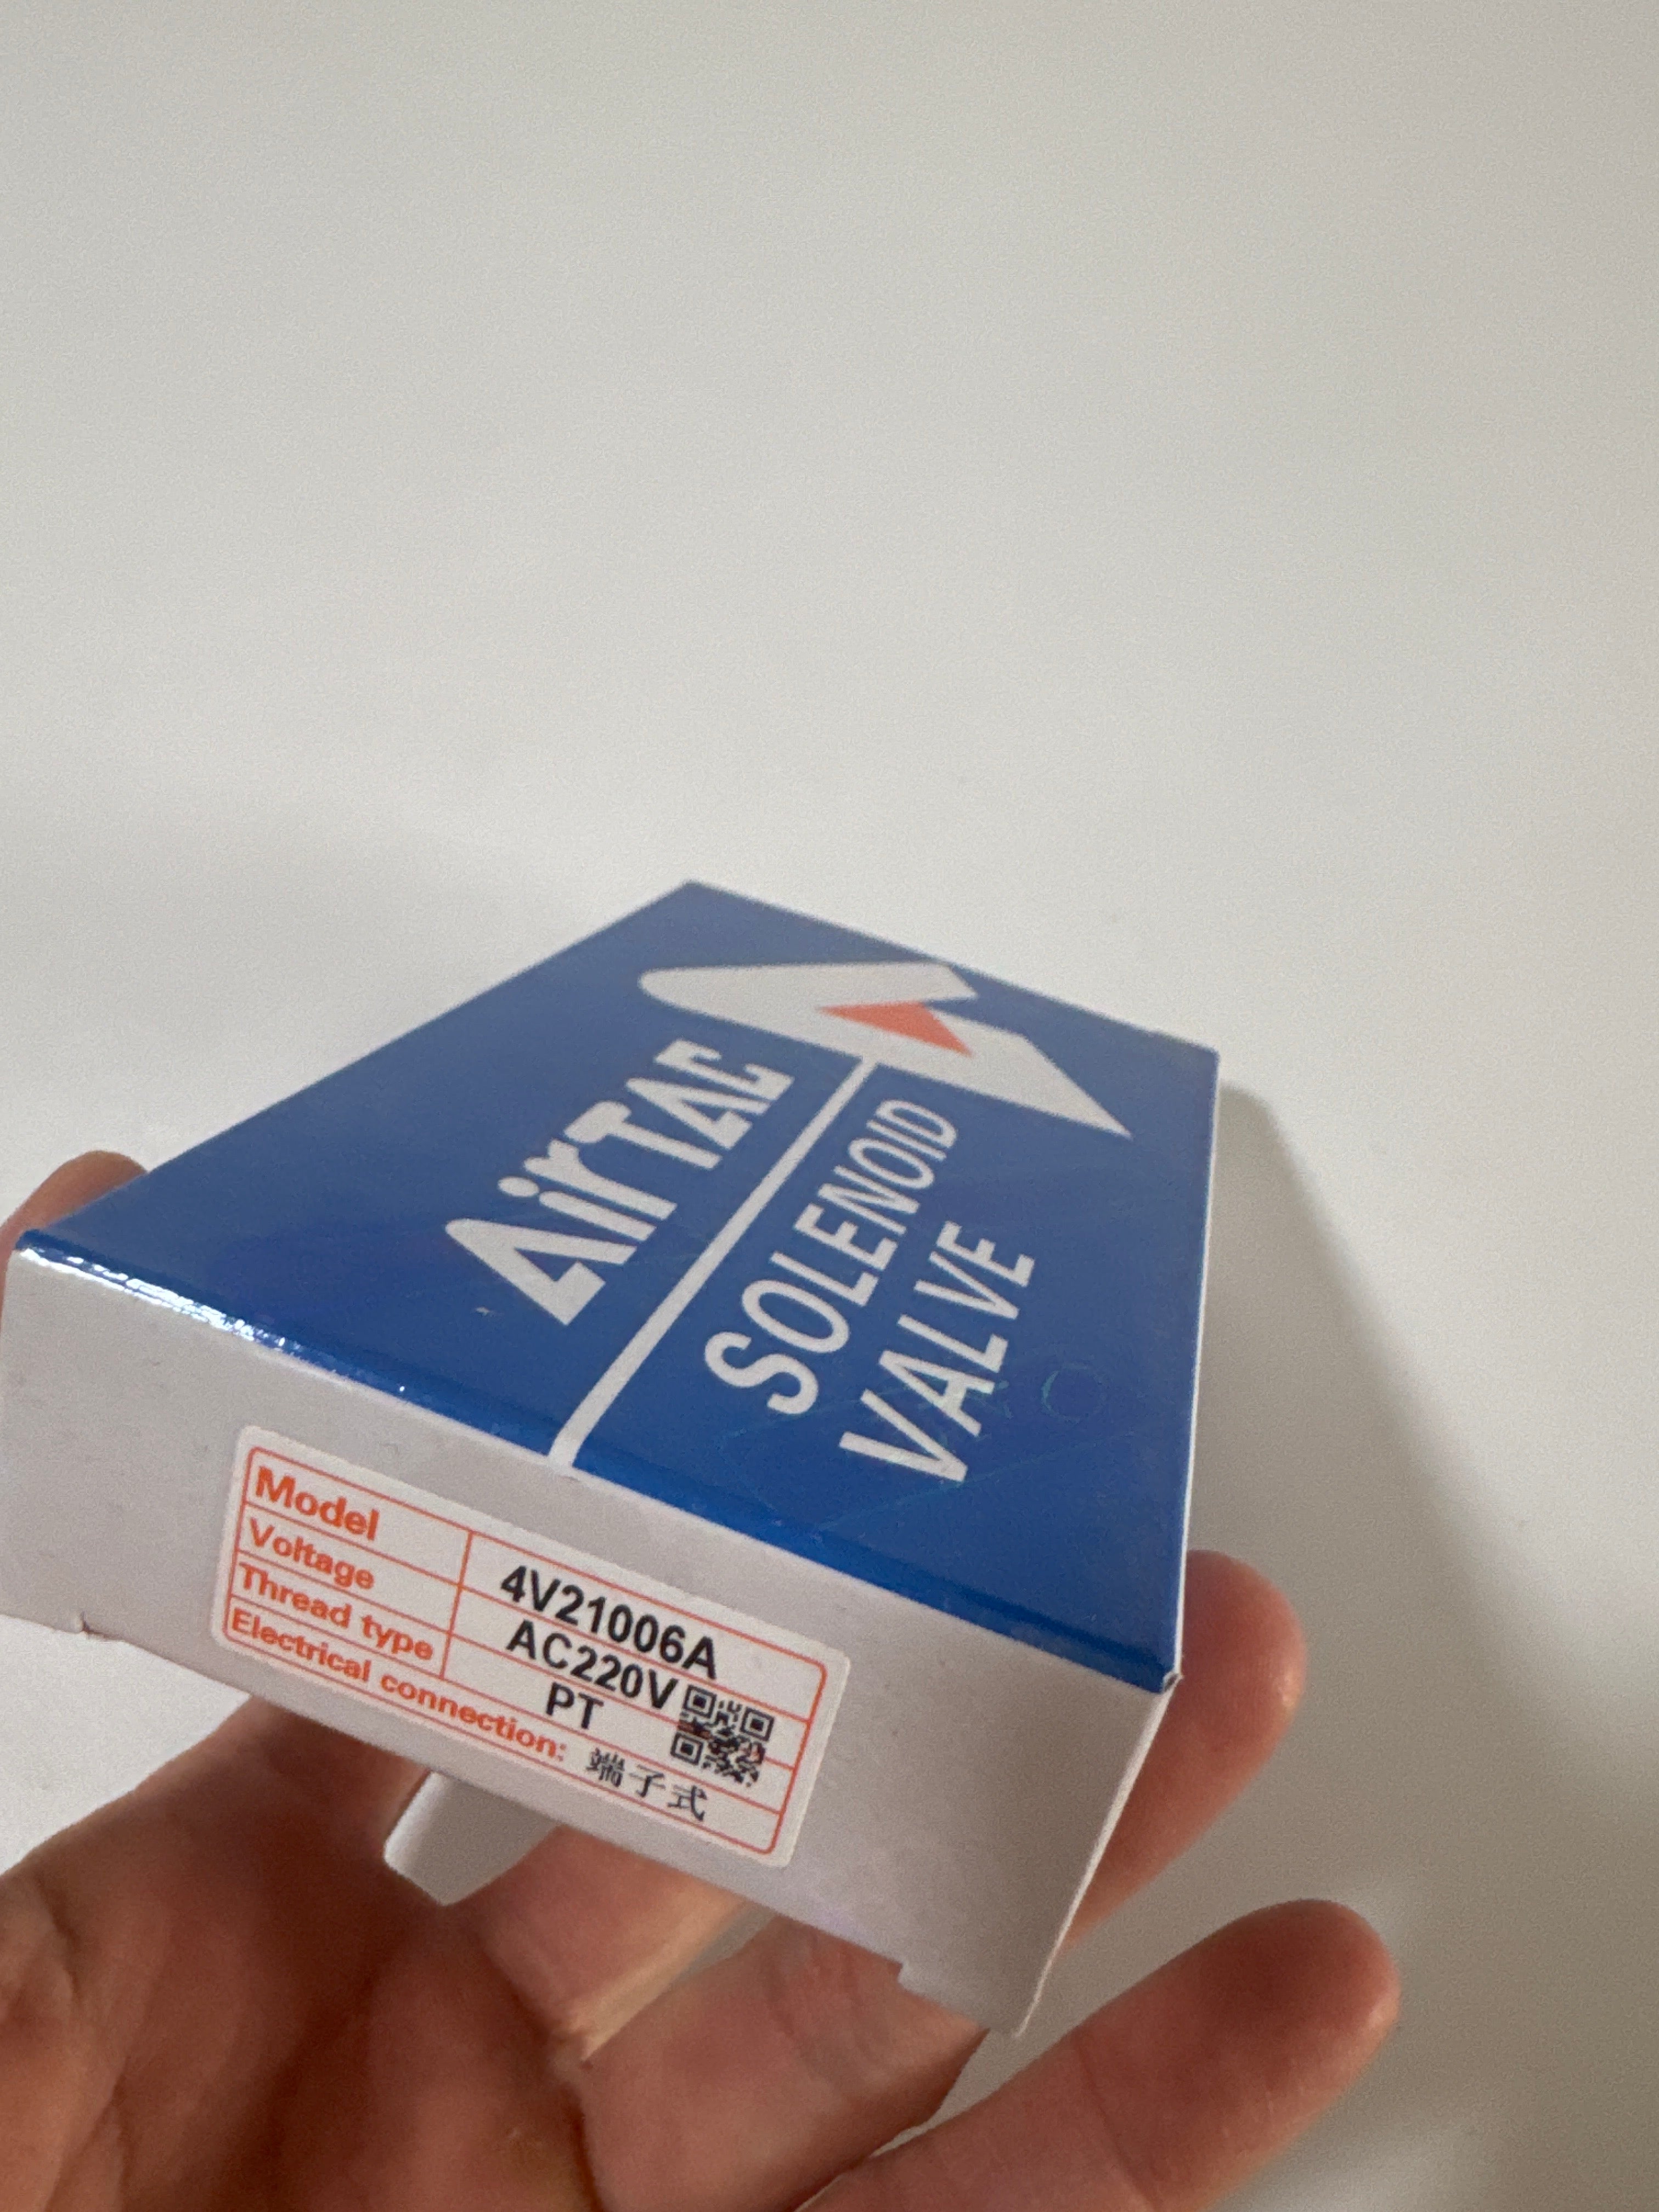 AirTAC
SOLENOID
VALVE
Model 4V21006A
Voltage AC220V
Thread type PT
Electrical connection: 端子式